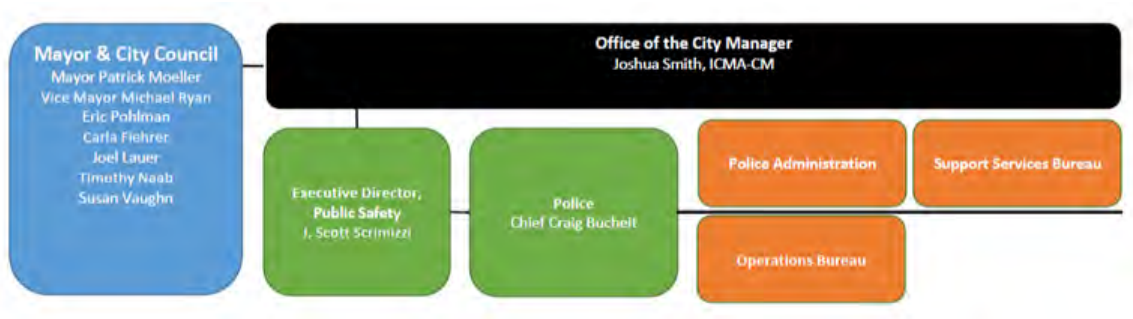 Mayor & City Council
Mayor Patrick Moeller
Vice Mayor Michael Ryan
Eric Pohlman
Carla Fiehrer
Joel Lauer
Timothy Naab
Susan Vaughn
Office of the City Manager
Joshua Smith, ICMA-CM
Executive Director,
Public Safety
J. Scott Scrimizzi
Police
Chief Craig Bucheit
Police Administration
Support Services Bureau
Operations Bureau